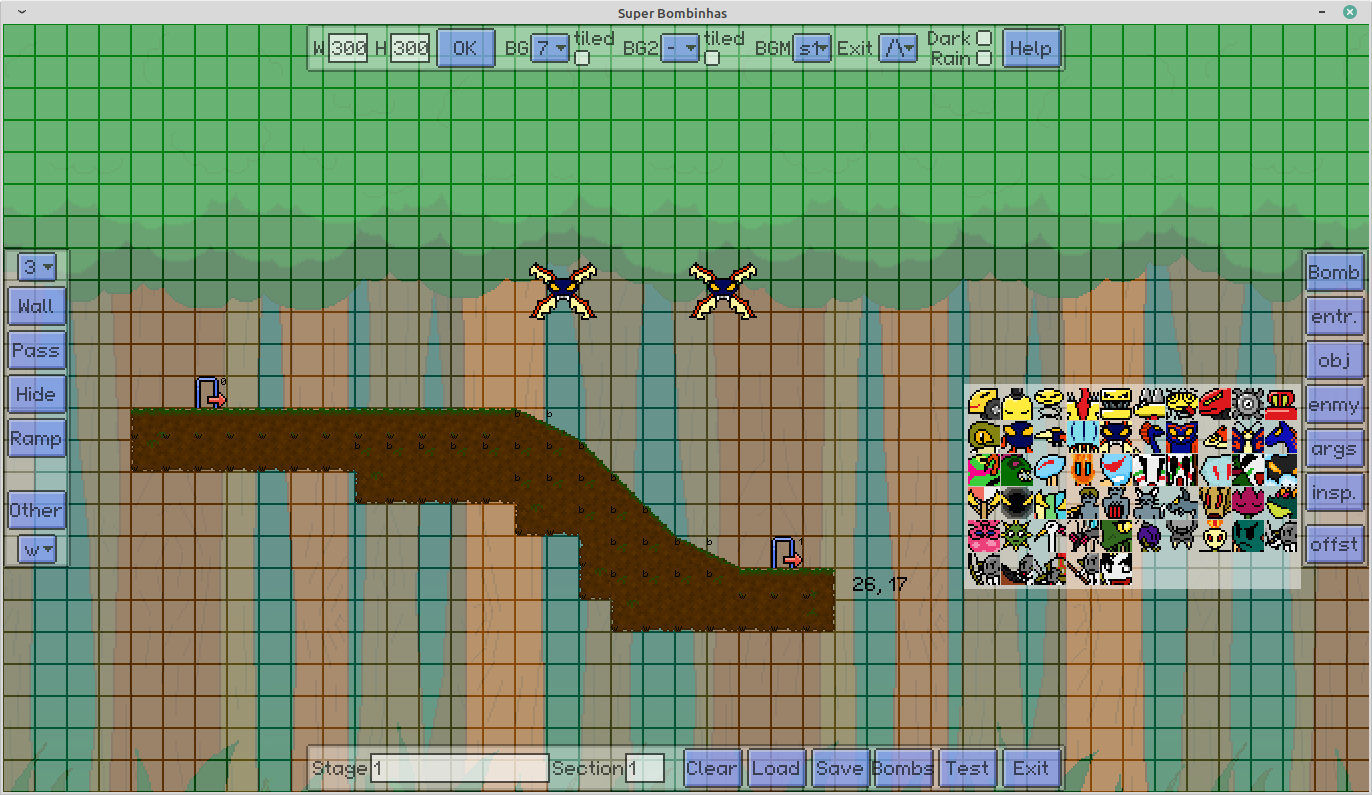 Super Bombinhas
W 300 H 300 OK BG 7 tiled BG2 - tiled BGM s1 Exit /\ Dark Rain Help
3
Wall
Pass
Hide
Ramp
Other
w
Bomb
entr.
obj
enmy
args
insp.
offst
0
1
26, 17
Stage 1 Section 1 Clear Load Save Bombs Test Exit